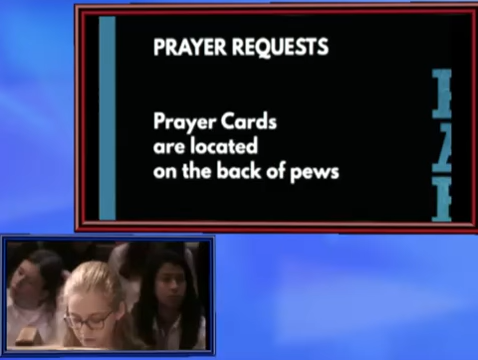 PRAYER REQUESTS
Prayer Cards
are located
on the back of pews